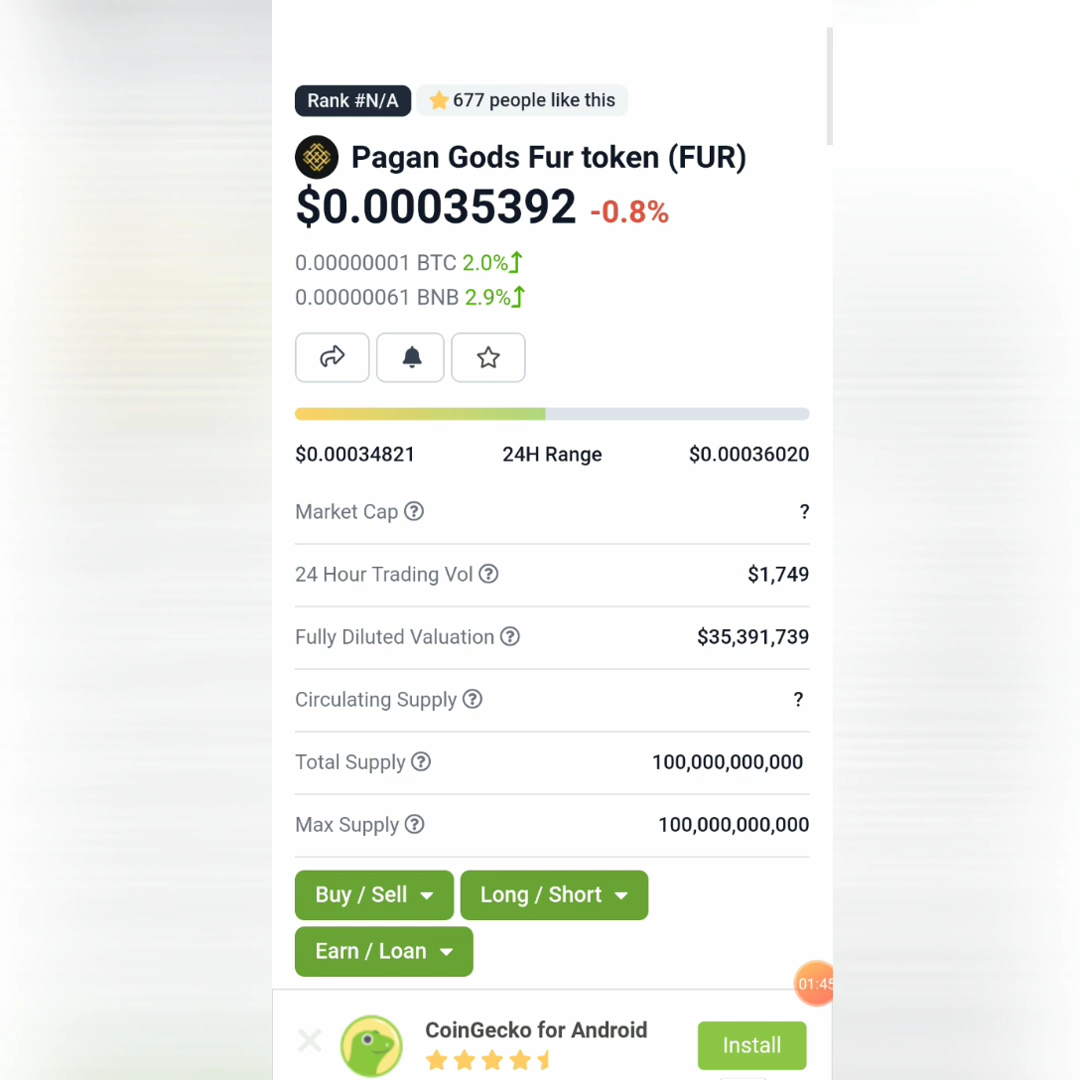 Rank #N/A 677 people like this
Pagan Gods Fur token (FUR)
$0.00035392 -0.8%
0.00000001 BTC 2.0%
0.00000061 BNB 2.9%
$0.00034821 24H Range $0.00036020
Market Cap ? ?
24 Hour Trading Vol ? $1,749
Fully Diluted Valuation ? $35,391,739
Circulating Supply ? ?
Total Supply ? 100,000,000,000
Max Supply ? 100,000,000,000
Buy / Sell Long / Short
Earn / Loan
01:45
CoinGecko for Android
Install